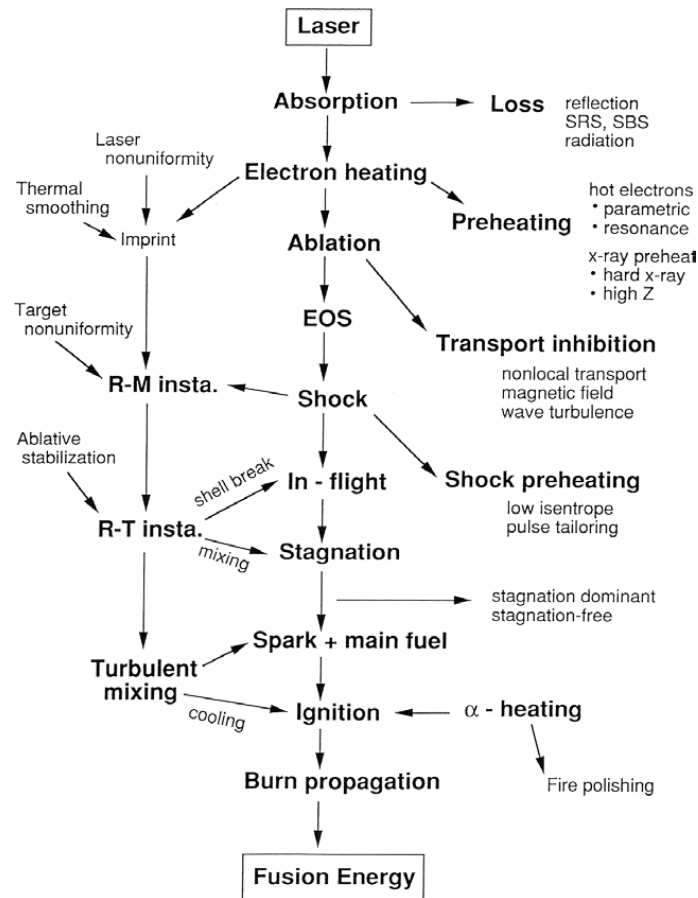 Laser
Absorption
Loss
reflection
SRS, SBS
radiation
Laser
nonuniformity
Electron heating
Thermal
smoothing
Imprint
Preheating
hot electrons
• parametric
• resonance
x-ray preheat
• hard x-ray
• high Z
Ablation
EOS
Target
nonuniformity
Transport inhibition
nonlocal transport
magnetic field
wave turbulence
R-M insta.
Shock
Ablative
stabilization
shell break
In - flight
Shock preheating
low isentrope
pulse tailoring
R-T insta.
mixing
Stagnation
stagnation dominant
stagnation-free
Spark + main fuel
Turbulent
mixing
cooling
Ignition
α - heating
Burn propagation
Fire polishing
Fusion Energy